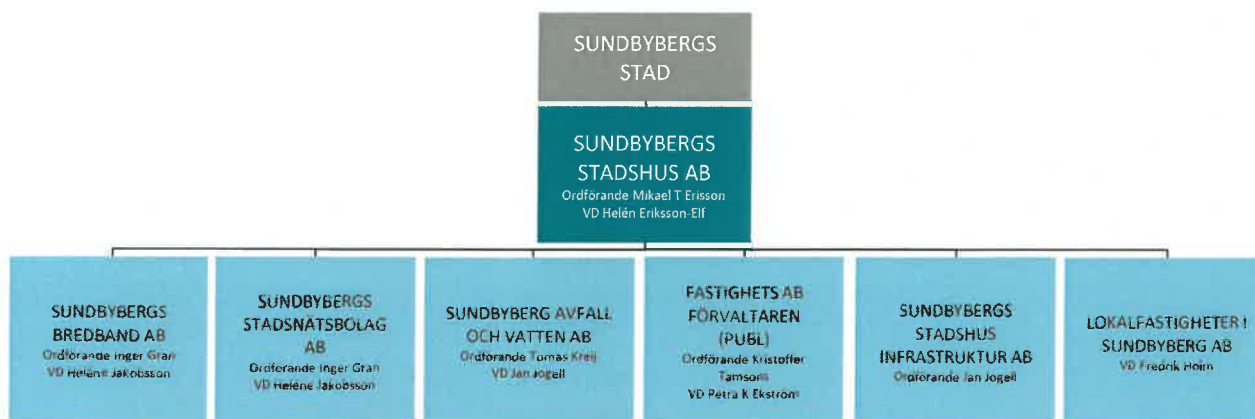 SUNDBYBERGS
STAD
SUNDBYBERGS
STADSHUS AB
Ordförande Mikael T Erisson
VD Helén Eriksson-Elf
SUNDBYBERGS
BREDBAND AB
Ordförande Inger Gran
VD Heléne Jakobsson
SUNDBYBERGS
STADSNÄTSBOLAG
AB
Ordförande Inger Gran
VD Heléne Jakobsson
SUNDBYBERG AVFALL
OCH VATTEN AB
Ordförande Tomas Kreij
VD Jan Jogell
FASTIGHETS AB
FÖRVALTAREN
(PUBL)
Ordförande Kristoffer
Tamsons
VD Petra K Ekström
SUNDBYBERGS
STADSHUS
INFRASTRUKTUR AB
Ordförande Jan Jogell
LOKALFASTIGHETER I
SUNDBYBERG AB
VD Fredrik Holm